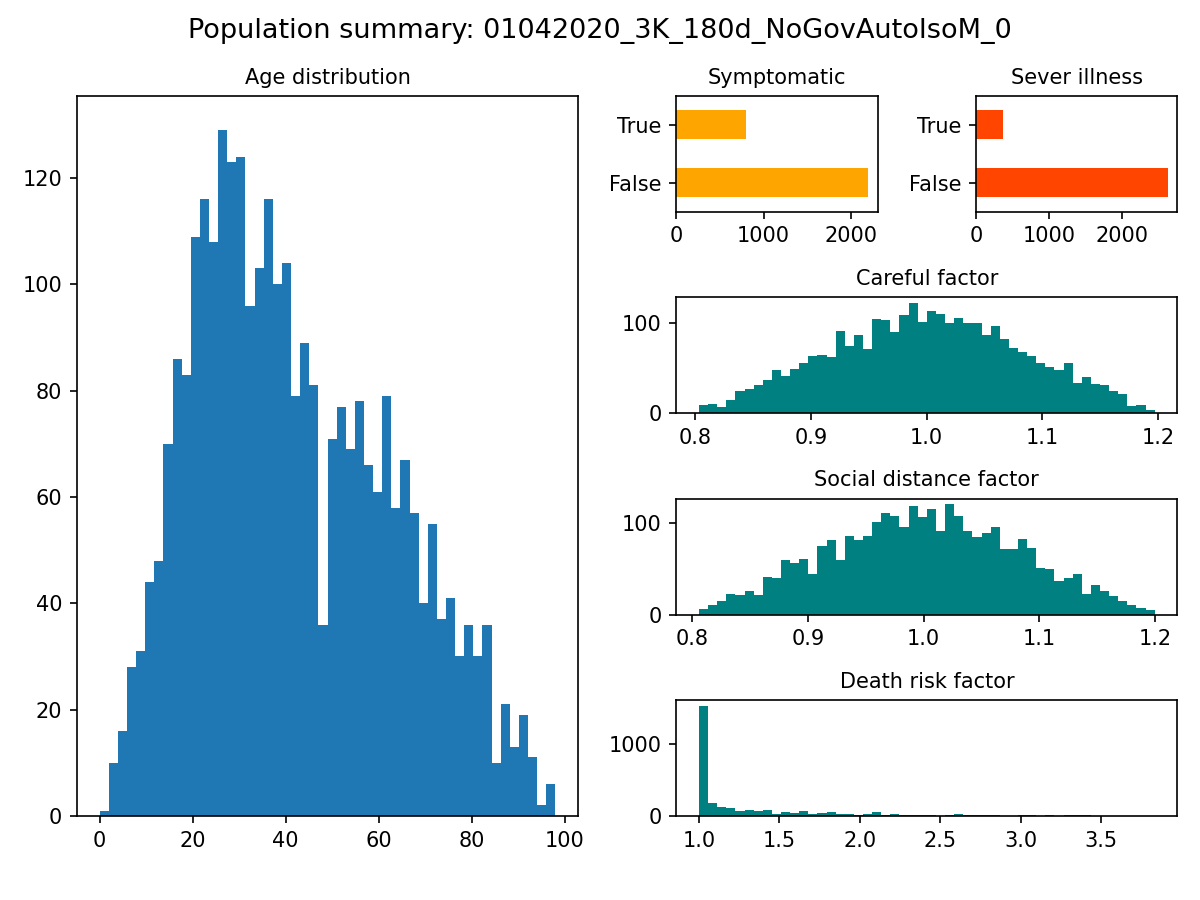 Population summary: 01042020_3K_180d_NoGovAutoIsoM_0
Age distribution
120
100
80
60
40
20
0
0 20 40 60 80 100
Symptomatic
True
False
0 1000 2000
Sever illness
True
False
0 1000 2000
Careful factor
100
0
0.8 0.9 1.0 1.1 1.2
Social distance factor
100
0
0.8 0.9 1.0 1.1 1.2
Death risk factor
1000
0
1.0 1.5 2.0 2.5 3.0 3.5